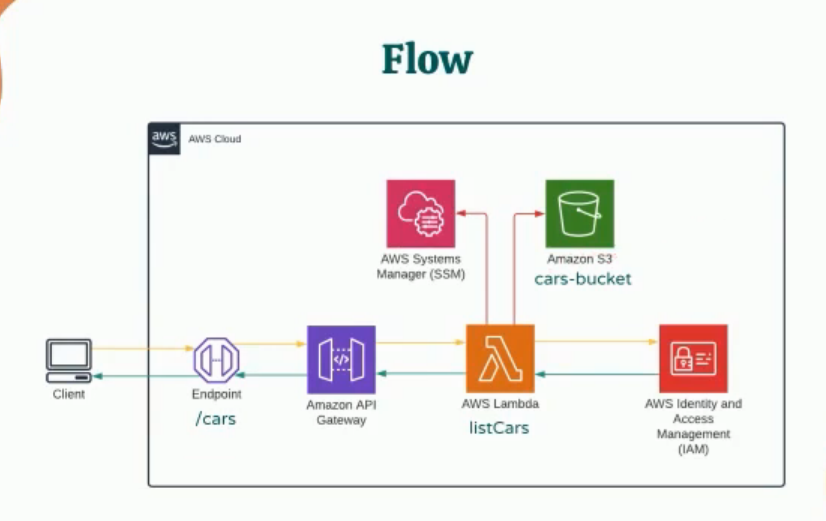 Flow
aws
AWS Cloud
AWS Systems
Manager (SSM)
Amazon S3
cars-bucket
Client
Endpoint
/cars
Amazon API
Gateway
</>
AWS Lambda
listCars
AWS Identity and
Access
Management
(IAM)